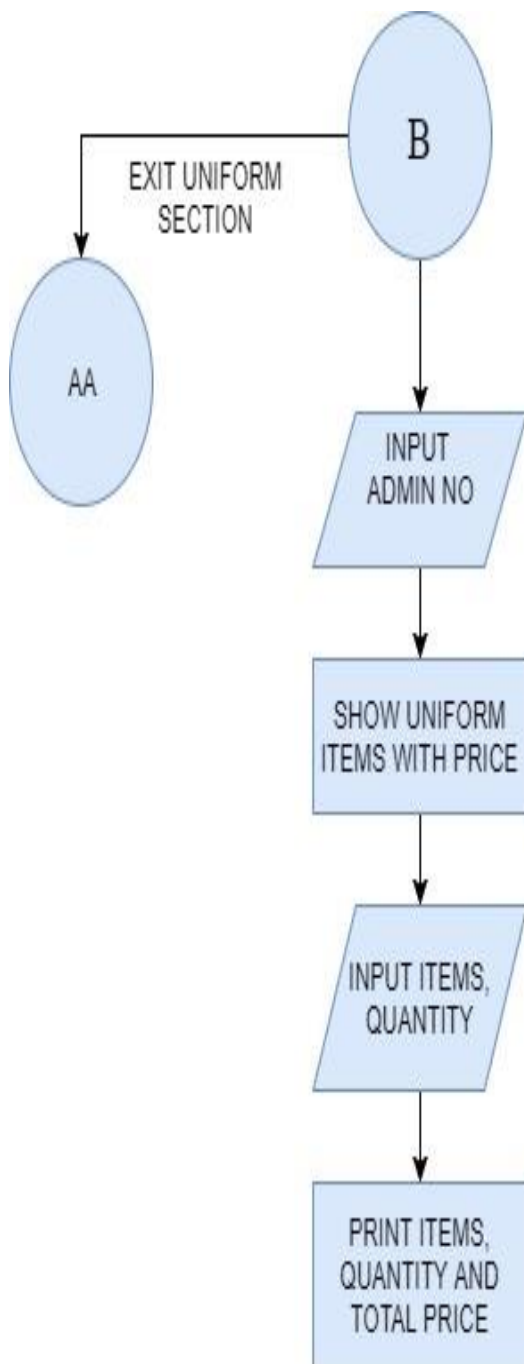 B
EXIT UNIFORM
SECTION
AA
INPUT
ADMIN NO
SHOW UNIFORM
ITEMS WITH PRICE
INPUT ITEMS,
QUANTITY
PRINT ITEMS,
QUANTITY AND
TOTAL PRICE